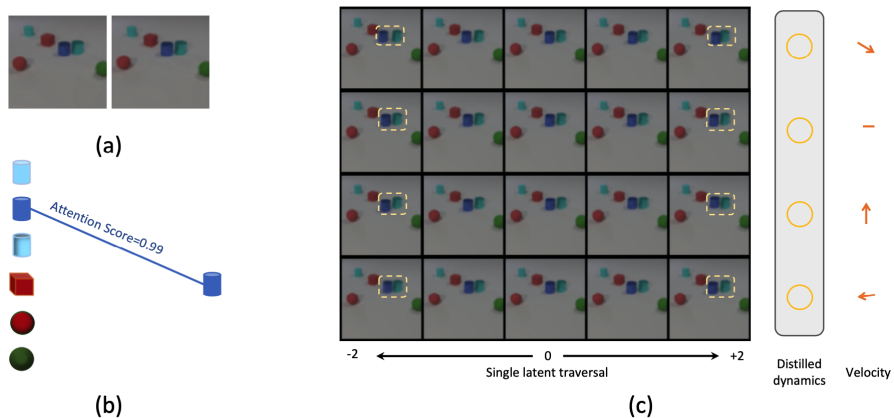 (a)
Attention Score=0.99
(b)
-2
0
+2
Single latent traversal
(c)
Distilled
dynamics
Velocity